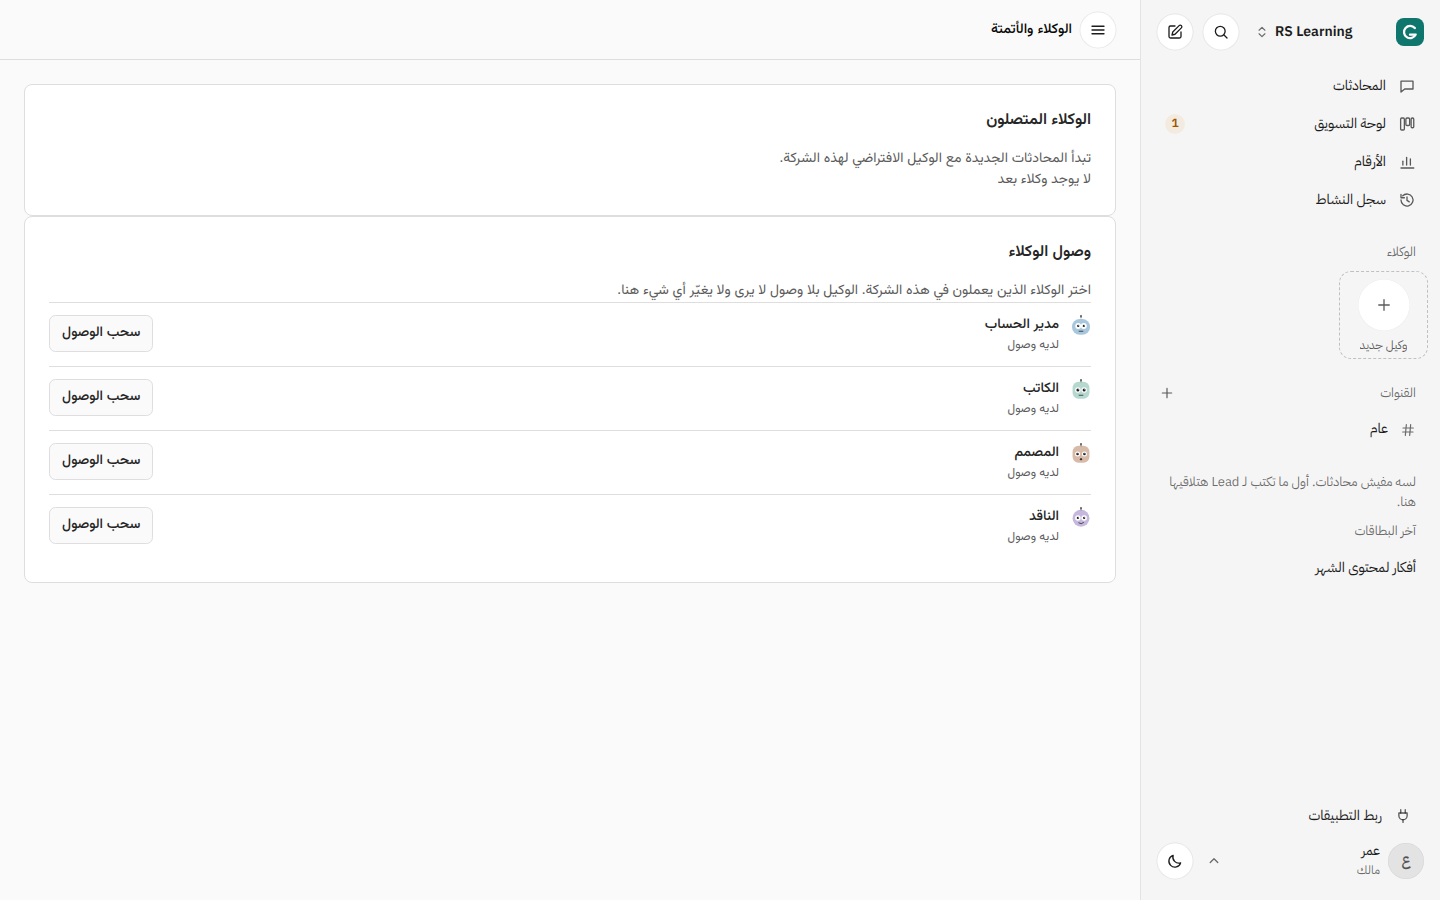 RS Learning
المحادثات
لوحة التسويق
1
الأرقام
سجل النشاط
الوكلاء
وكيل جديد
القنوات
عام
لسه مفيش محادثات. أول ما تكتب لـ Lead هتلاقيها
هنا.
آخر البطاقات
أفكار لمحتوى الشهر
ربط التطبيقات
ع
عمر
مالك
الوكلاء والأتمتة
الوكلاء المتصلون
تبدأ المحادثات الجديدة مع الوكيل الافتراضي لهذه الشركة.
لا يوجد وكلاء بعد
وصول الوكلاء
اختر الوكلاء الذين يعملون في هذه الشركة. الوكيل بلا وصول لا يرى ولا يغيّر أي شيء هنا.
مدير الحساب
لديه وصول
سحب الوصول
الكاتب
لديه وصول
سحب الوصول
المصمم
لديه وصول
سحب الوصول
الناقد
لديه وصول
سحب الوصول